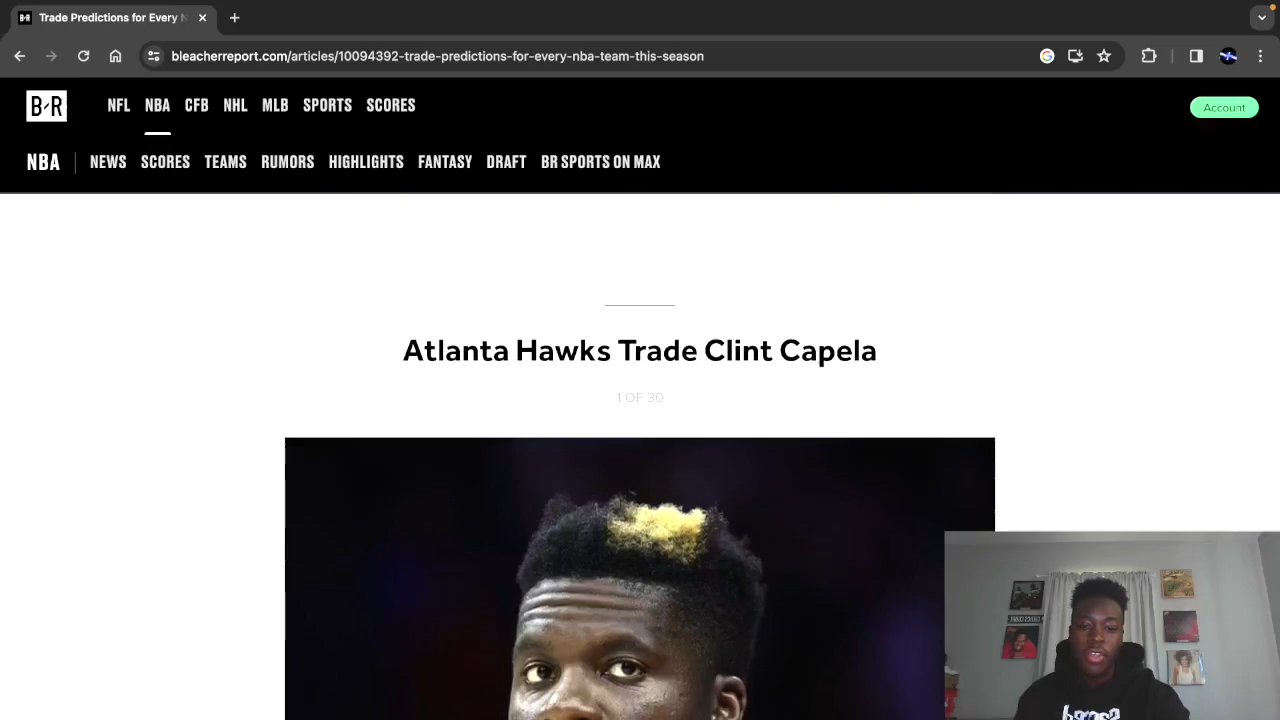 Trade Predictions for Every N
bleacherreport.com/articles/10094392-trade-predictions-for-every-nba-team-this-season
B/R NFL NBA CFB NHL MLB SPORTS SCORES Account
NBA NEWS SCORES TEAMS RUMORS HIGHLIGHTS FANTASY DRAFT BR SPORTS ON MAX
Atlanta Hawks Trade Clint Capela
1 OF 30